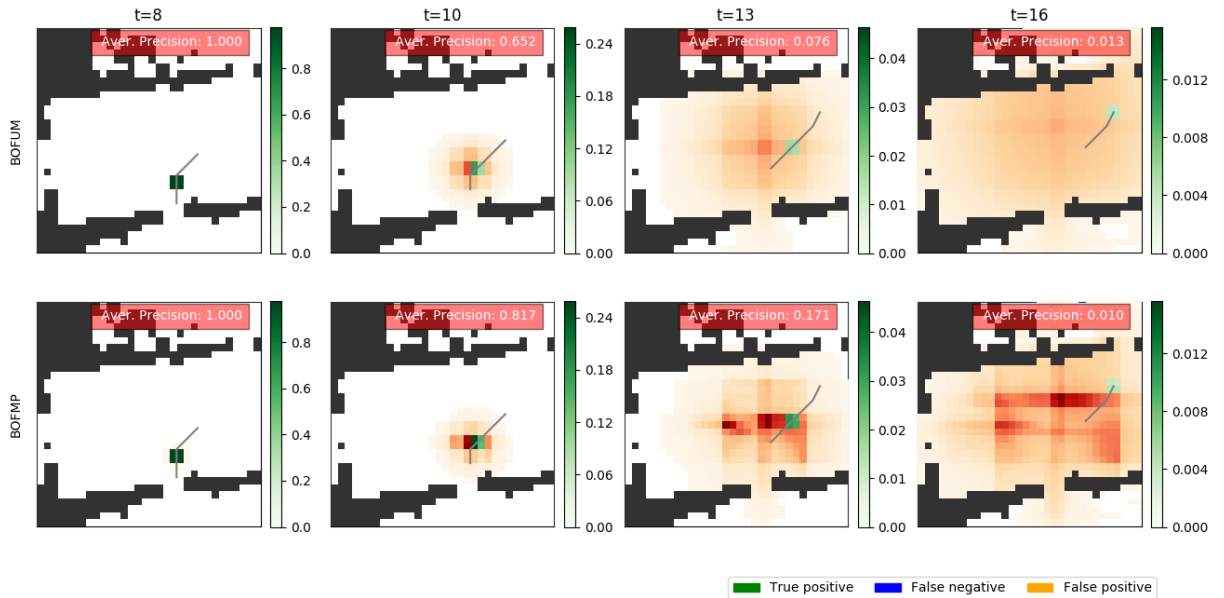 t=8
t=10
t=13
t=16
BOFUM
Aver. Precision: 1.000
0.8
0.6
0.4
0.2
0.0
Aver. Precision: 0.652
0.24
0.18
0.12
0.06
0.00
Aver. Precision: 0.076
0.04
0.03
0.02
0.01
0.00
Aver. Precision: 0.013
0.012
0.008
0.004
0.000
BOFMP
Aver. Precision: 1.000
0.8
0.6
0.4
0.2
0.0
Aver. Precision: 0.817
0.24
0.18
0.12
0.06
0.00
Aver. Precision: 0.171
0.04
0.03
0.02
0.01
0.00
Aver. Precision: 0.010
0.012
0.008
0.004
0.000
True positive
False negative
False positive